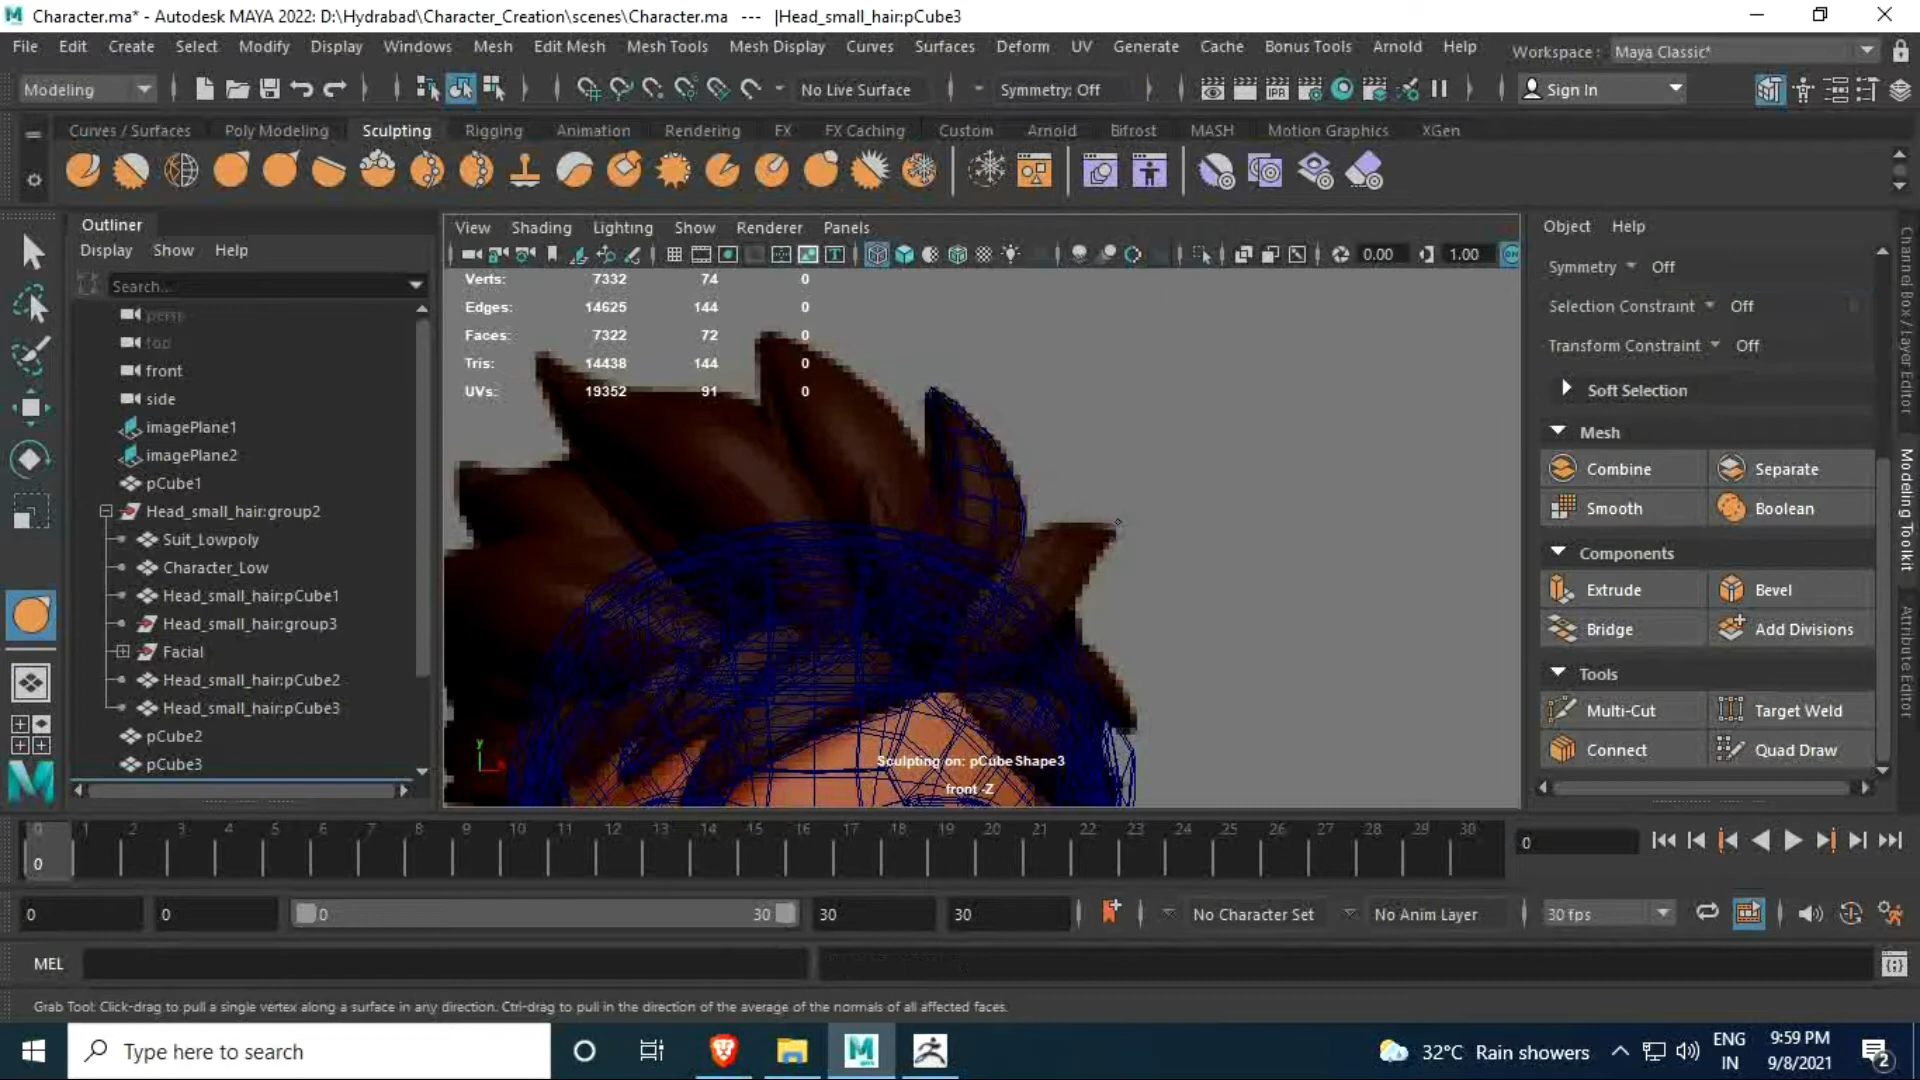 Character.ma* - Autodesk MAYA 2022: D:\Hydrabad\Character_Creation\scenes\Character.ma --- |Head_small_hair:pCube3
File Edit Create Select Modify Display Windows Mesh Edit Mesh Mesh Tools Mesh Display Curves Surfaces Deform UV Generate Cache Bonus Tools Arnold Help Workspace : Maya Classic*
Modeling No Live Surface Symmetry: Off Sign In
Curves / Surfaces Poly Modeling Sculpting Rigging Animation Rendering FX FX Caching Custom Arnold Bifrost MASH Motion Graphics XGen
IPR
Outliner
Display Show Help
Search...
persp
top
front
side
imagePlane1
imagePlane2
pCube1
Head_small_hair:group2
Suit_Lowpoly
Character_Low
Head_small_hair:pCube1
Head_small_hair:group3
Facial
Head_small_hair:pCube2
Head_small_hair:pCube3
pCube2
pCube3
View Shading Lighting Show Renderer Panels
0.00 1.00
Verts: 7332 74 0
Edges: 14625 144 0
Faces: 7322 72 0
Tris: 14438 144 0
UVs: 19352 91 0
y
Sculpting on: pCubeShape3
front -Z
Object Help
Symmetry Off
Selection Constraint Off
Transform Constraint Off
Soft Selection
Mesh
Combine Separate
Smooth Boolean
Components
Extrude Bevel
Bridge Add Divisions
Tools
Multi-Cut Target Weld
Connect Quad Draw
Channel Box / Layer Editor
Modeling Toolkit
Attribute Editor
0 1 2 3 4 5 6 7 8 9 10 11 12 13 14 15 16 17 18 19 20 21 22 23 24 25 26 27 28 29 30
0
0
0 0 0 30 30 30 No Character Set No Anim Layer 30 fps
MEL
Grab Tool: Click-drag to pull a single vertex along a surface in any direction. Ctrl-drag to pull in the direction of the average of the normals of all affected faces.
Type here to search
32°C Rain showers
ENG
IN
9:59 PM
9/8/2021
2